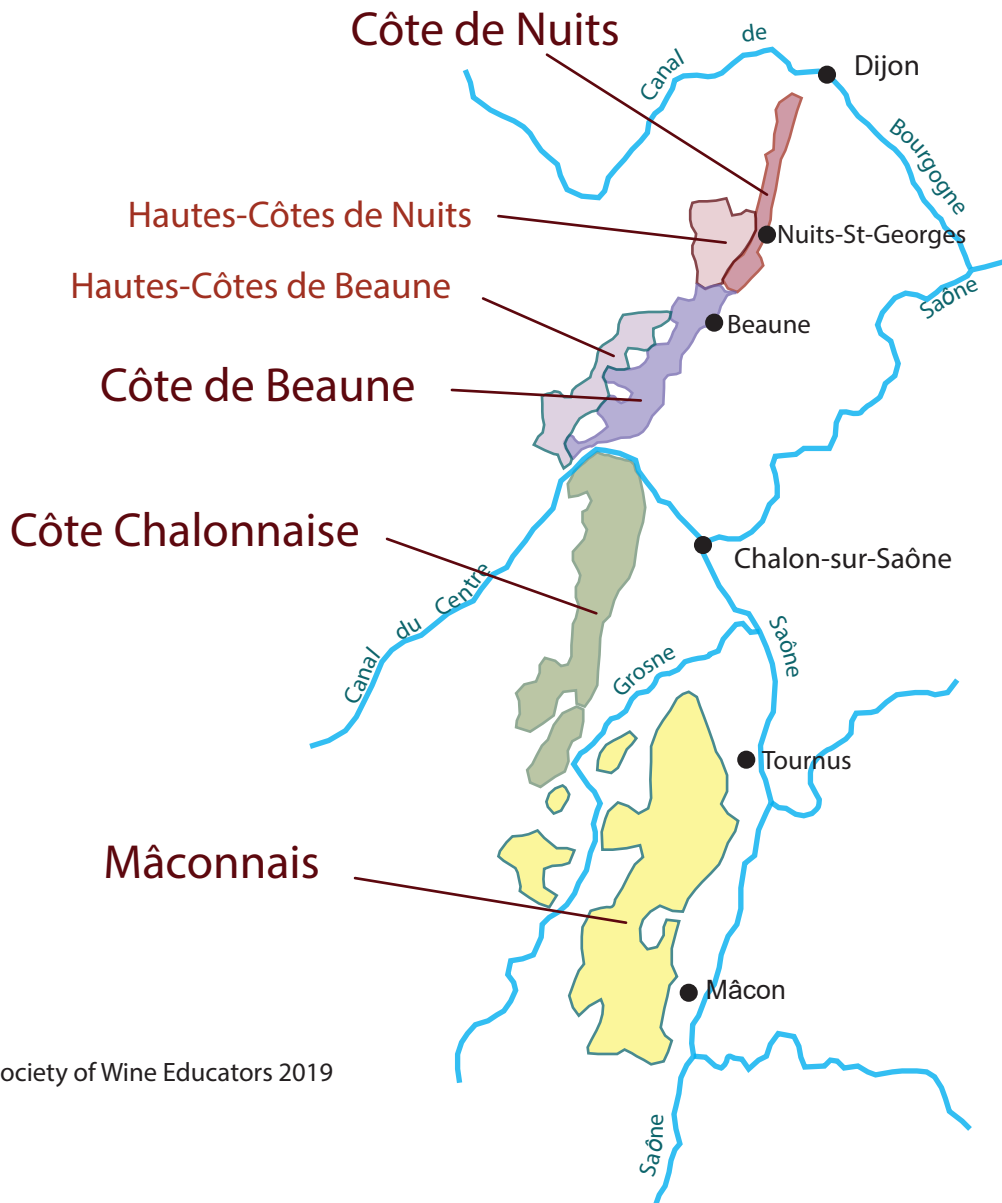 Côte de Nuits
Canal de Bourgogne
Dijon
Hautes-Côtes de Nuits
Nuits-St-Georges
Hautes-Côtes de Beaune
Saône
Beaune
Côte de Beaune
Côte Chalonnaise
Chalon-sur-Saône
Canal du Centre
Saône
Grosne
Tournus
Mâconnais
Mâcon
ociety of Wine Educators 2019
Saône